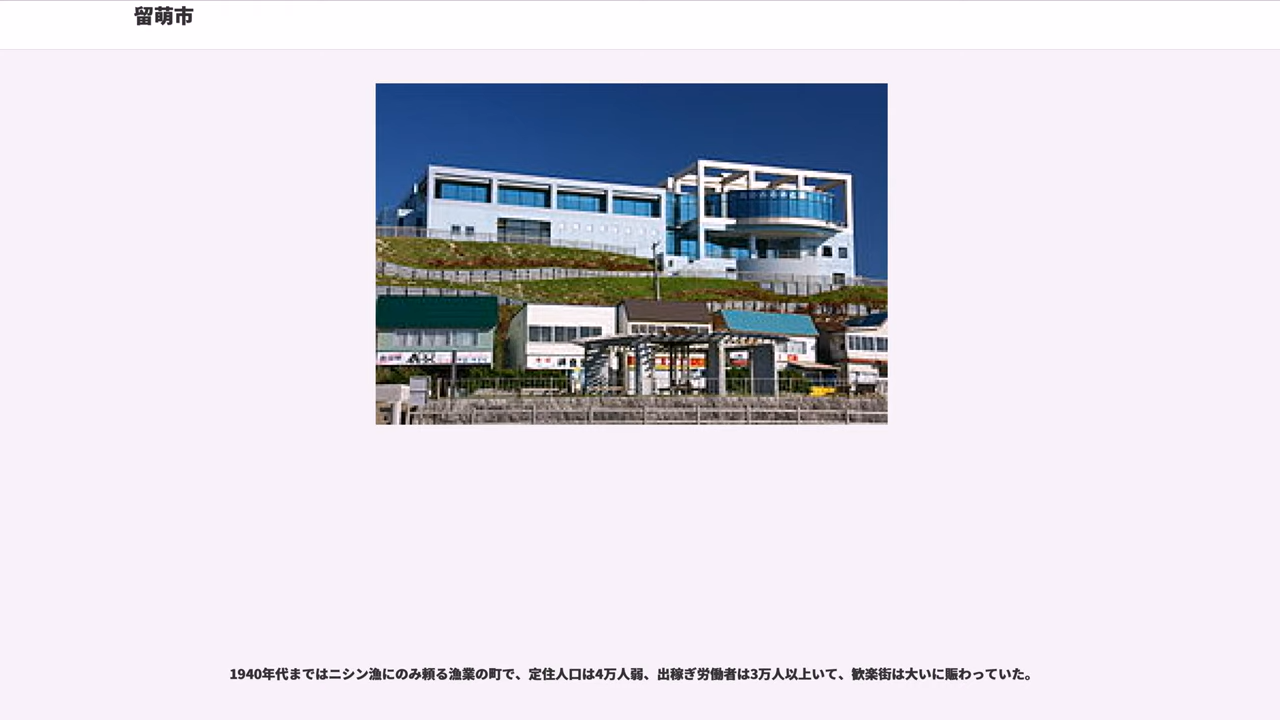 留萌市
1940年代まではニシン漁にのみ頼る漁業の町で、定住人口は4万人弱、出稼ぎ労働者は3万人以上いて、歓楽街は大いに賑わっていた。